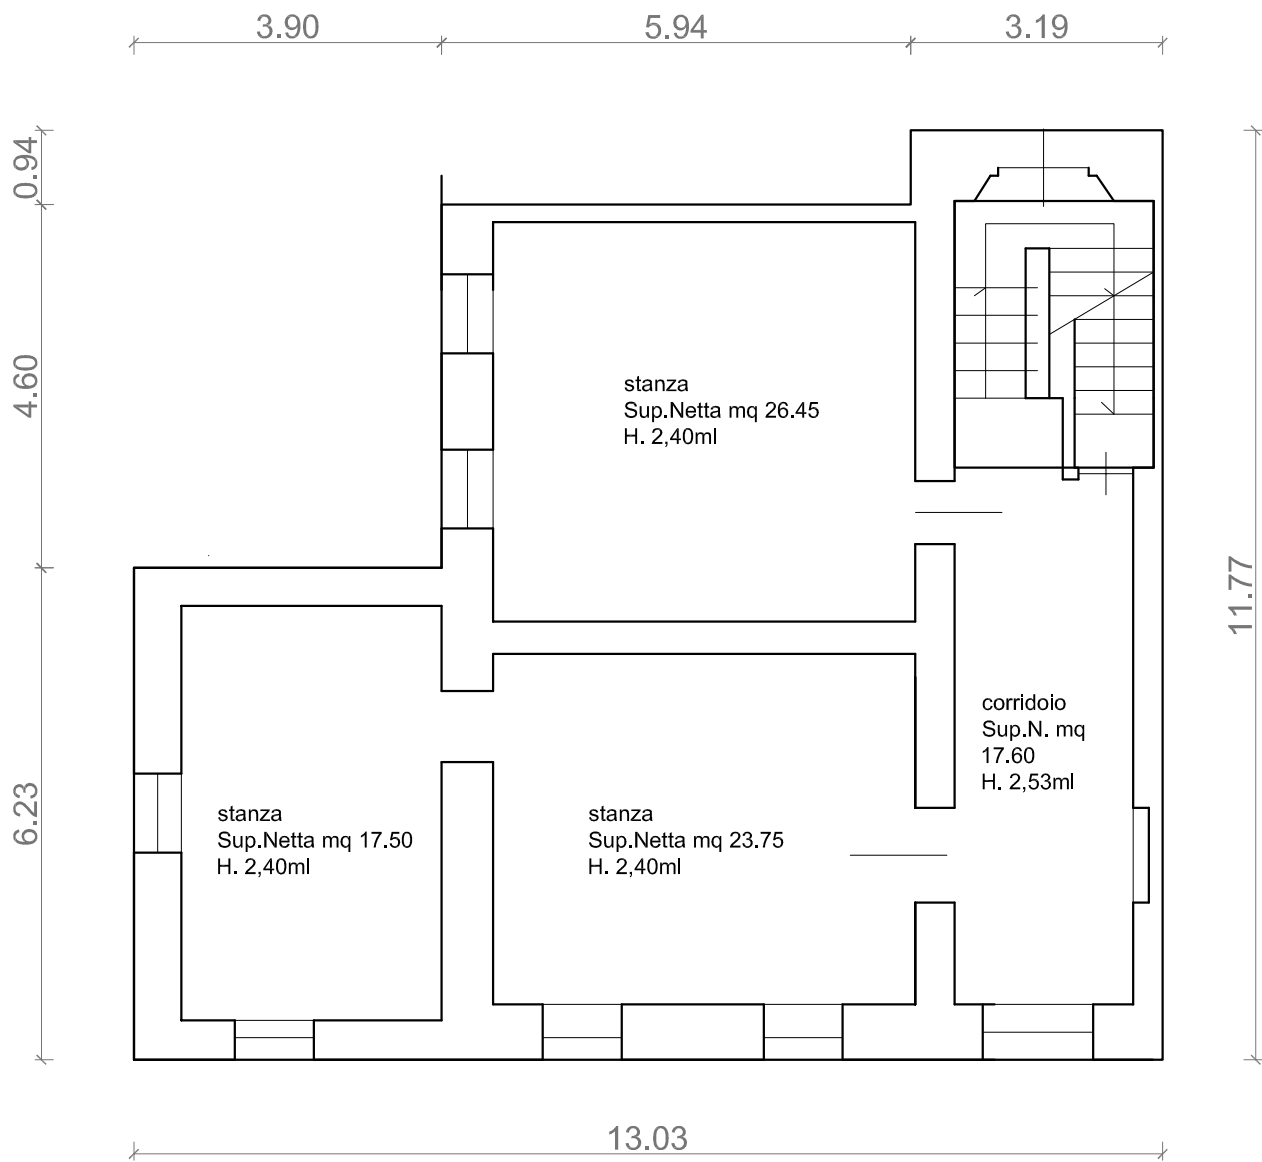 3.90
5.94
3.19
0.94
4.60
6.23
11.77
stanza
Sup.Netta mq 26.45
H. 2,40ml
corridoio
Sup.N. mq
17.60
H. 2,53ml
stanza
Sup.Netta mq 17.50
H. 2,40ml
stanza
Sup.Netta mq 23.75
H. 2,40ml
13.03